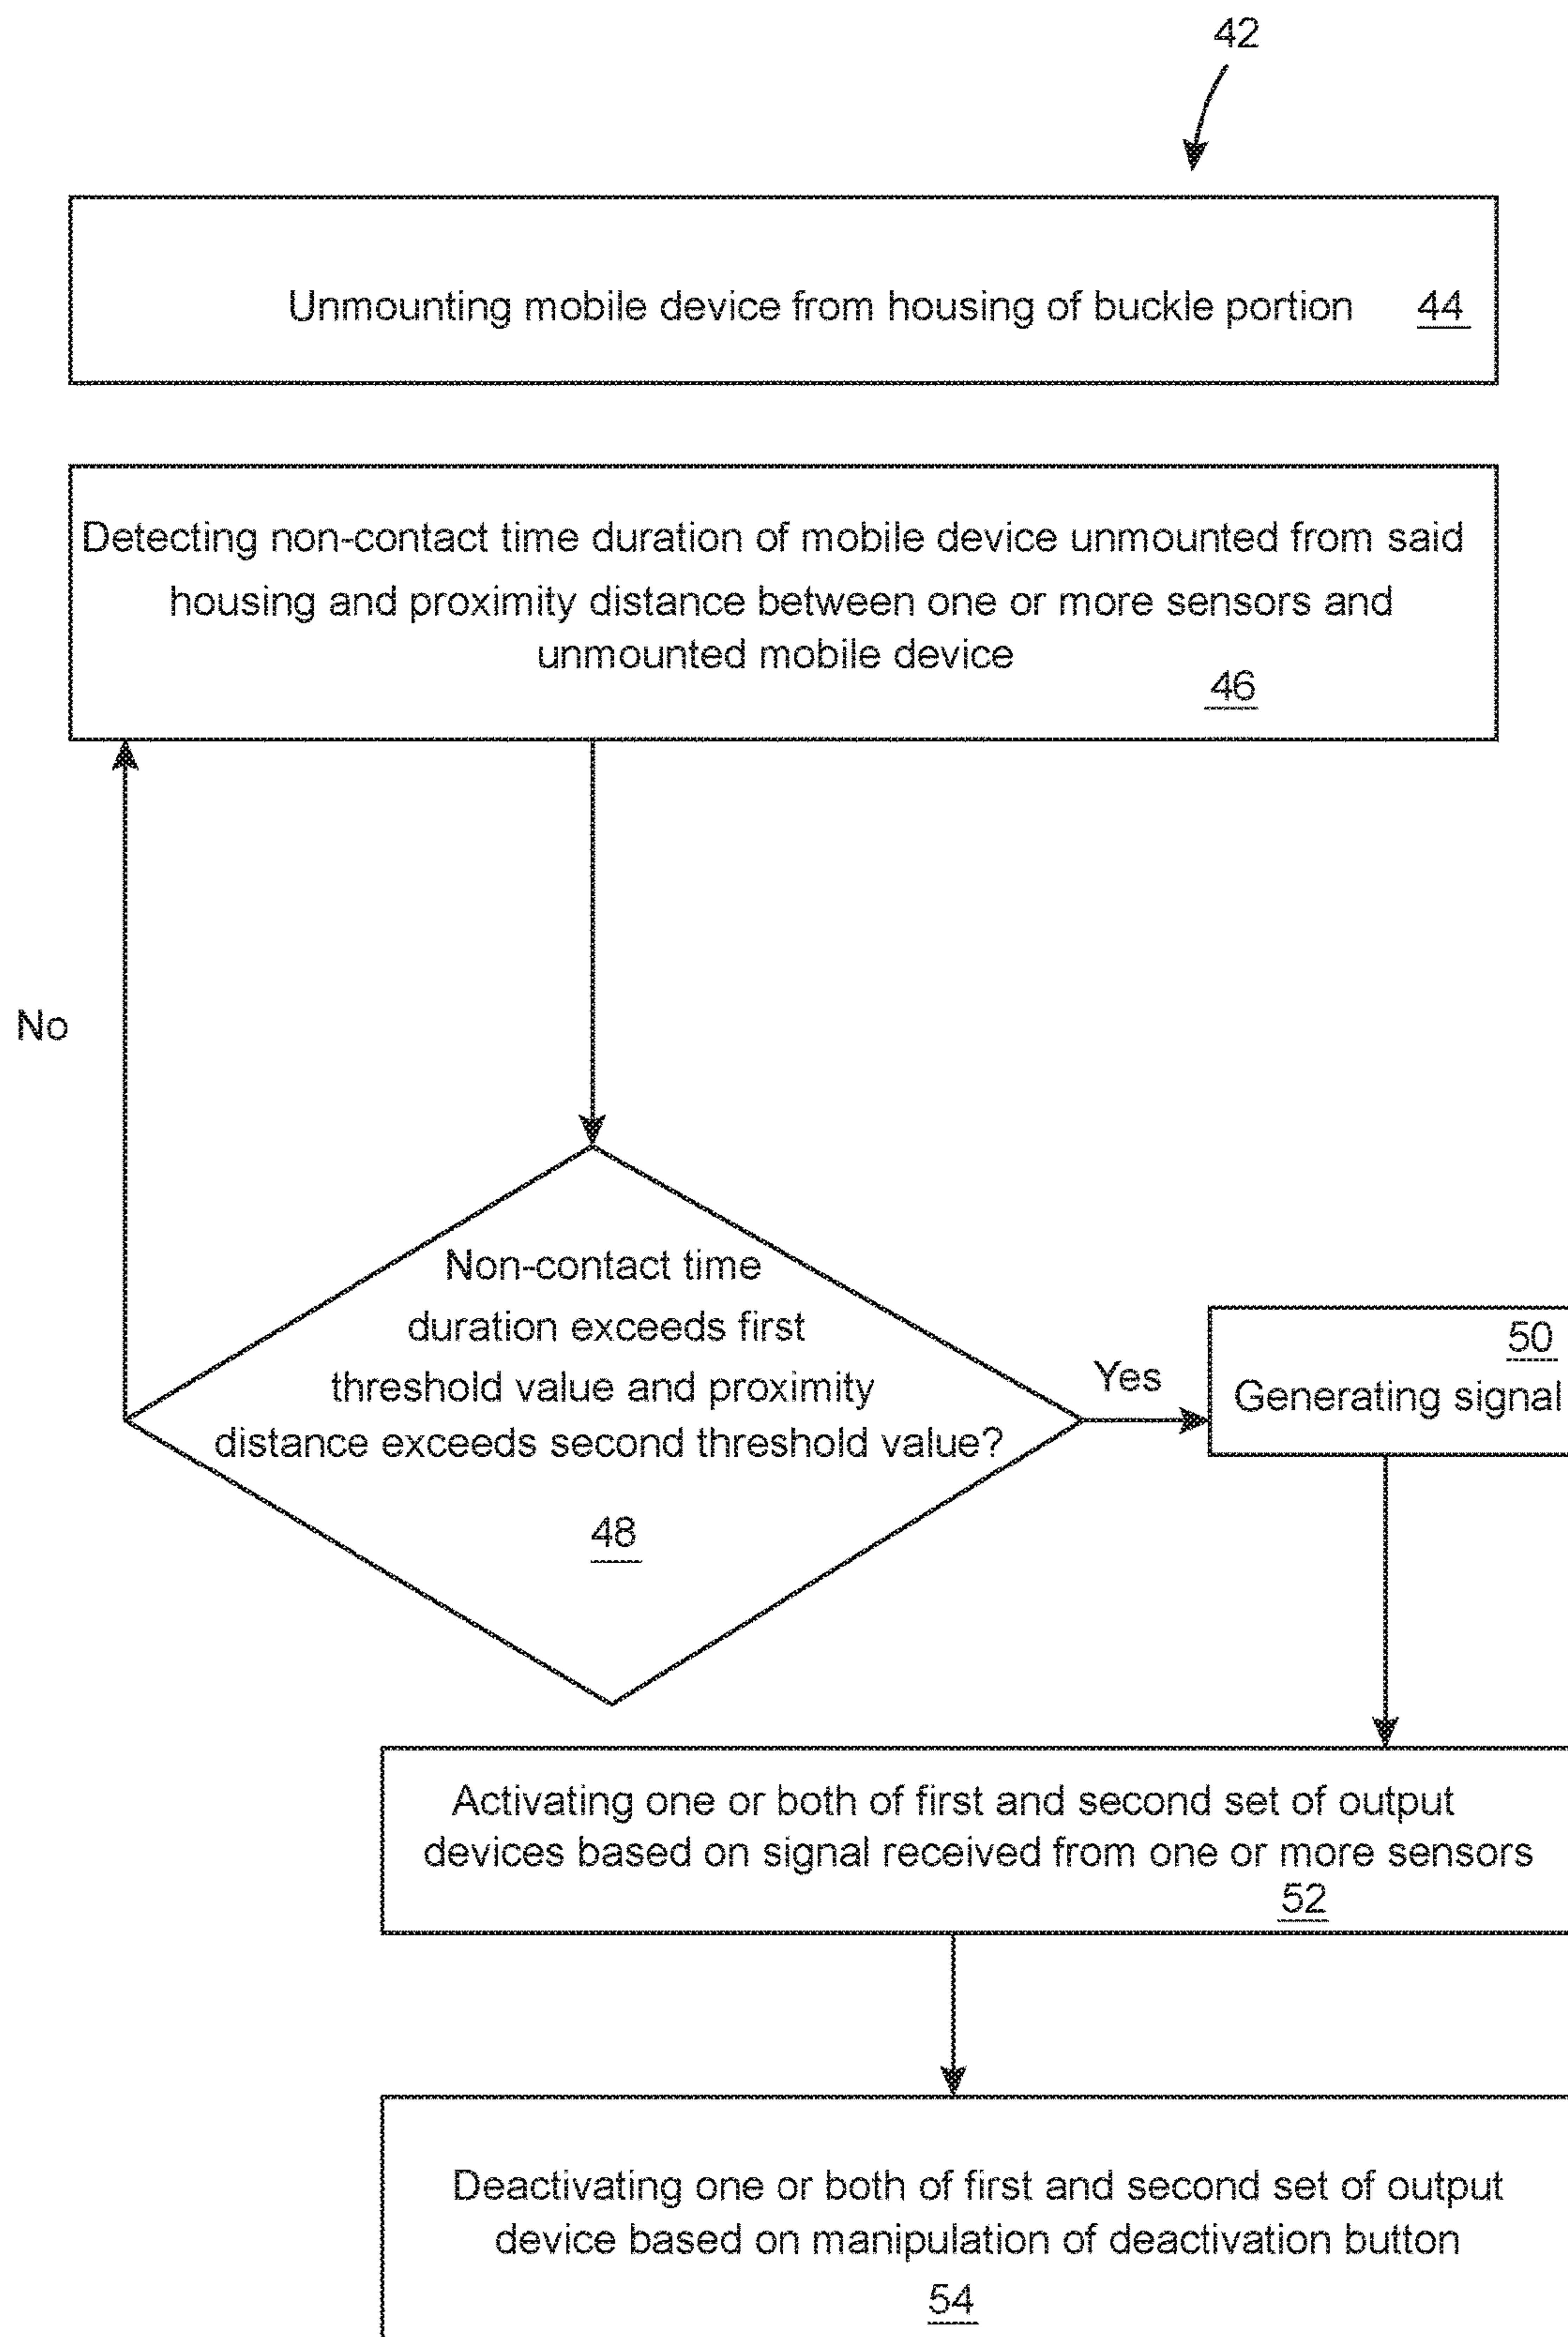 42
Unmounting mobile device from housing of buckle portion 44
Detecting non-contact time duration of mobile device unmounted from said
housing and proximity distance between one or more sensors and
unmounted mobile device
46
No
Non-contact time
duration exceeds first
threshold value and proximity
distance exceeds second threshold value?
48
Yes
50
Generating signal
Activating one or both of first and second set of output
devices based on signal received from one or more sensors
52
Deactivating one or both of first and second set of output
device based on manipulation of deactivation button
54